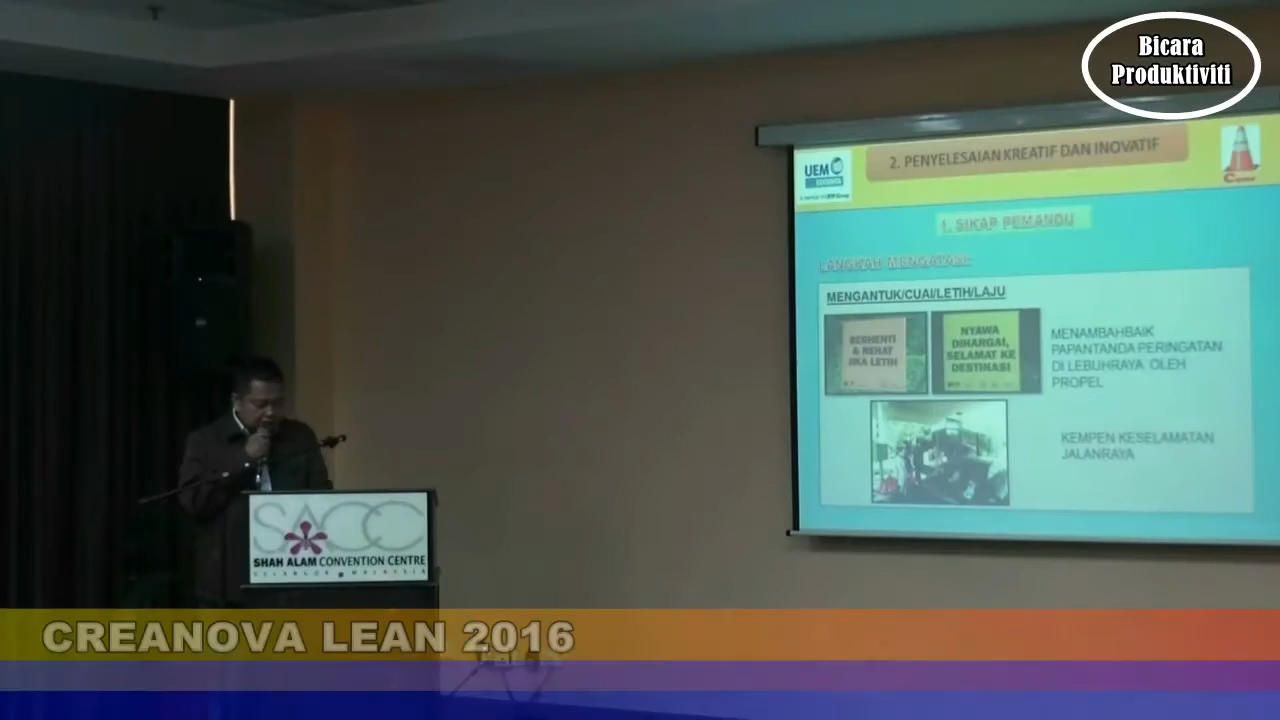 Bicara
Produktiviti
UEM
2. PENYELESAIAN KREATIF DAN INOVATIF
1. SIKAP PEMANDU
LANGKAH MENGATASI:
MENGANTUK/CUAI/LETIH/LAJU
BERHENTI
& REHAT
JIKA LETIH
NYAWA
DIHARGAI,
SELAMAT KE
DESTINASI
MENAMBAHBAIK
PAPANTANDA PERINGATAN
DI LEBUHRAYA OLEH
PROPEL
KEMPEN KESELAMATAN
JALANRAYA
SACC
SHAH ALAM CONVENTION CENTRE
SELANGOR MALAYSIA
CREANOVA LEAN 2016